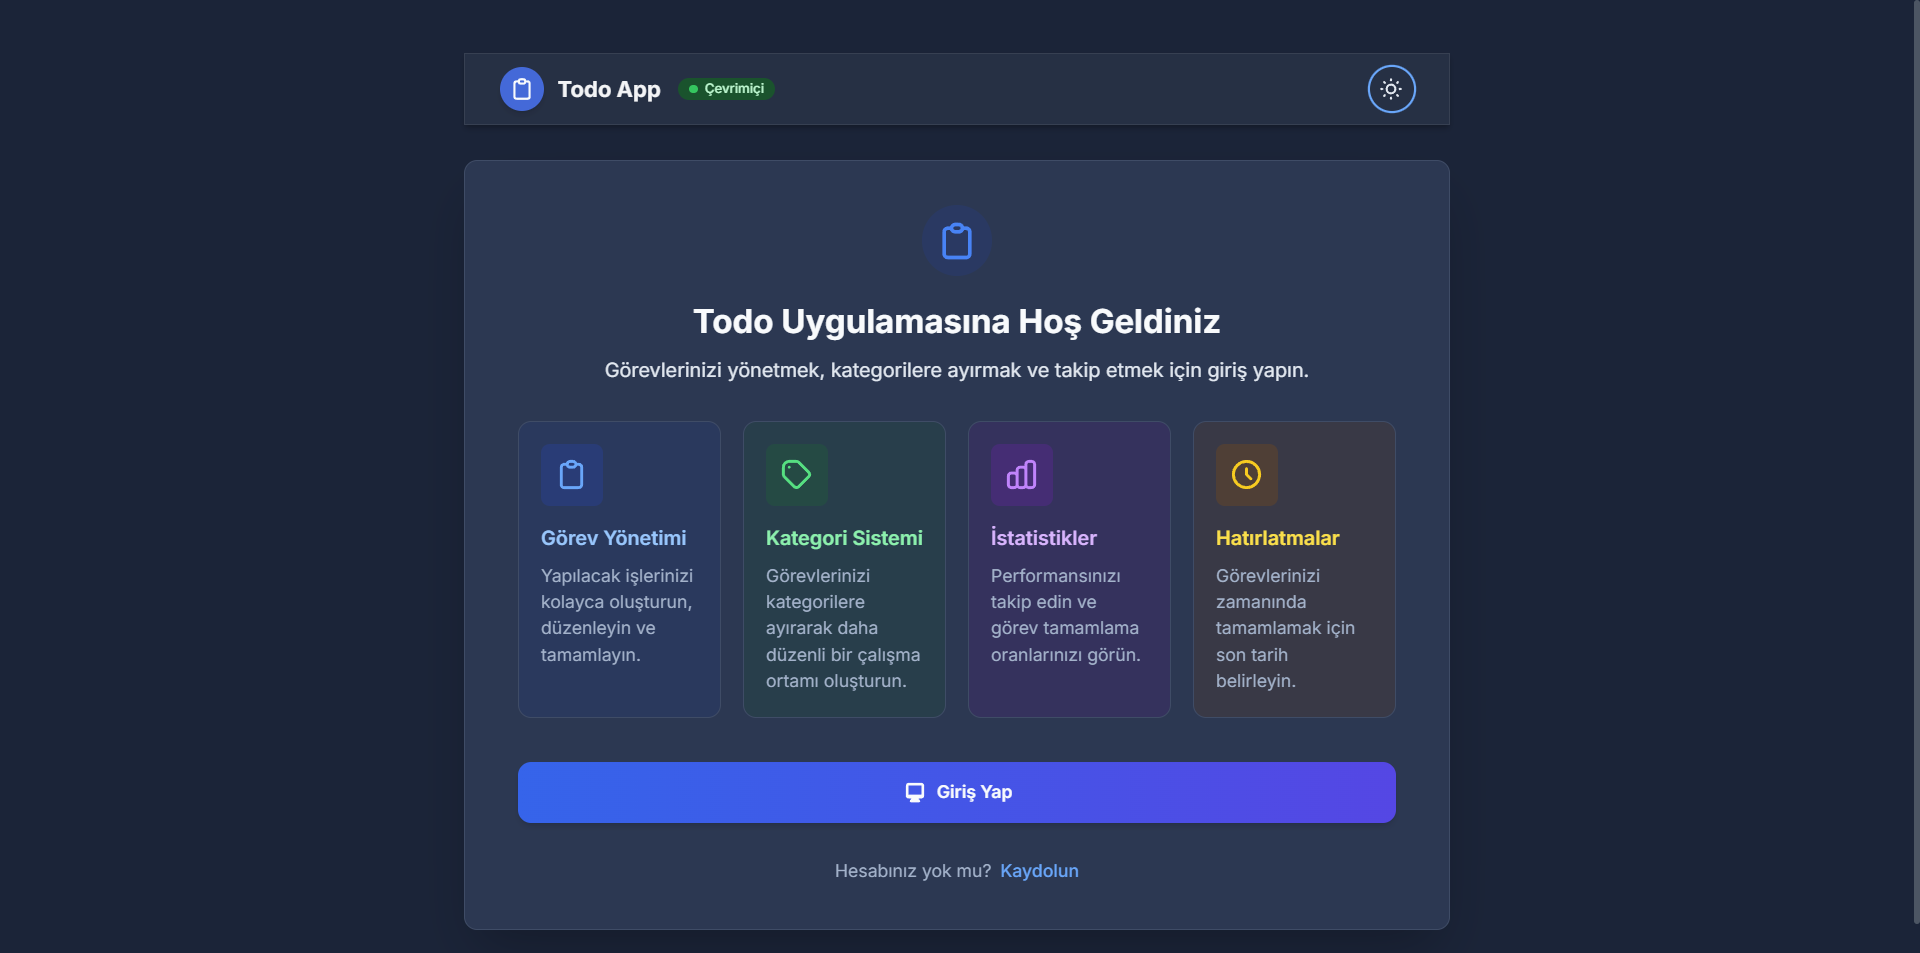 Todo App
Çevrimiçi
Todo Uygulamasına Hoş Geldiniz
Görevlerinizi yönetmek, kategorilere ayırmak ve takip etmek için giriş yapın.
Görev Yönetimi
Yapılacak işlerinizi
kolayca oluşturun,
düzenleyin ve
tamamlayın.
Kategori Sistemi
Görevlerinizi
kategorilere
ayırarak daha
düzenli bir çalışma
ortamı oluşturun.
İstatistikler
Performansınızı
takip edin ve
görev tamamlama
oranlarınızı görün.
Hatırlatmalar
Görevlerinizi
zamanında
tamamlamak için
son tarih
belirleyin.
Giriş Yap
Hesabınız yok mu? Kaydolun